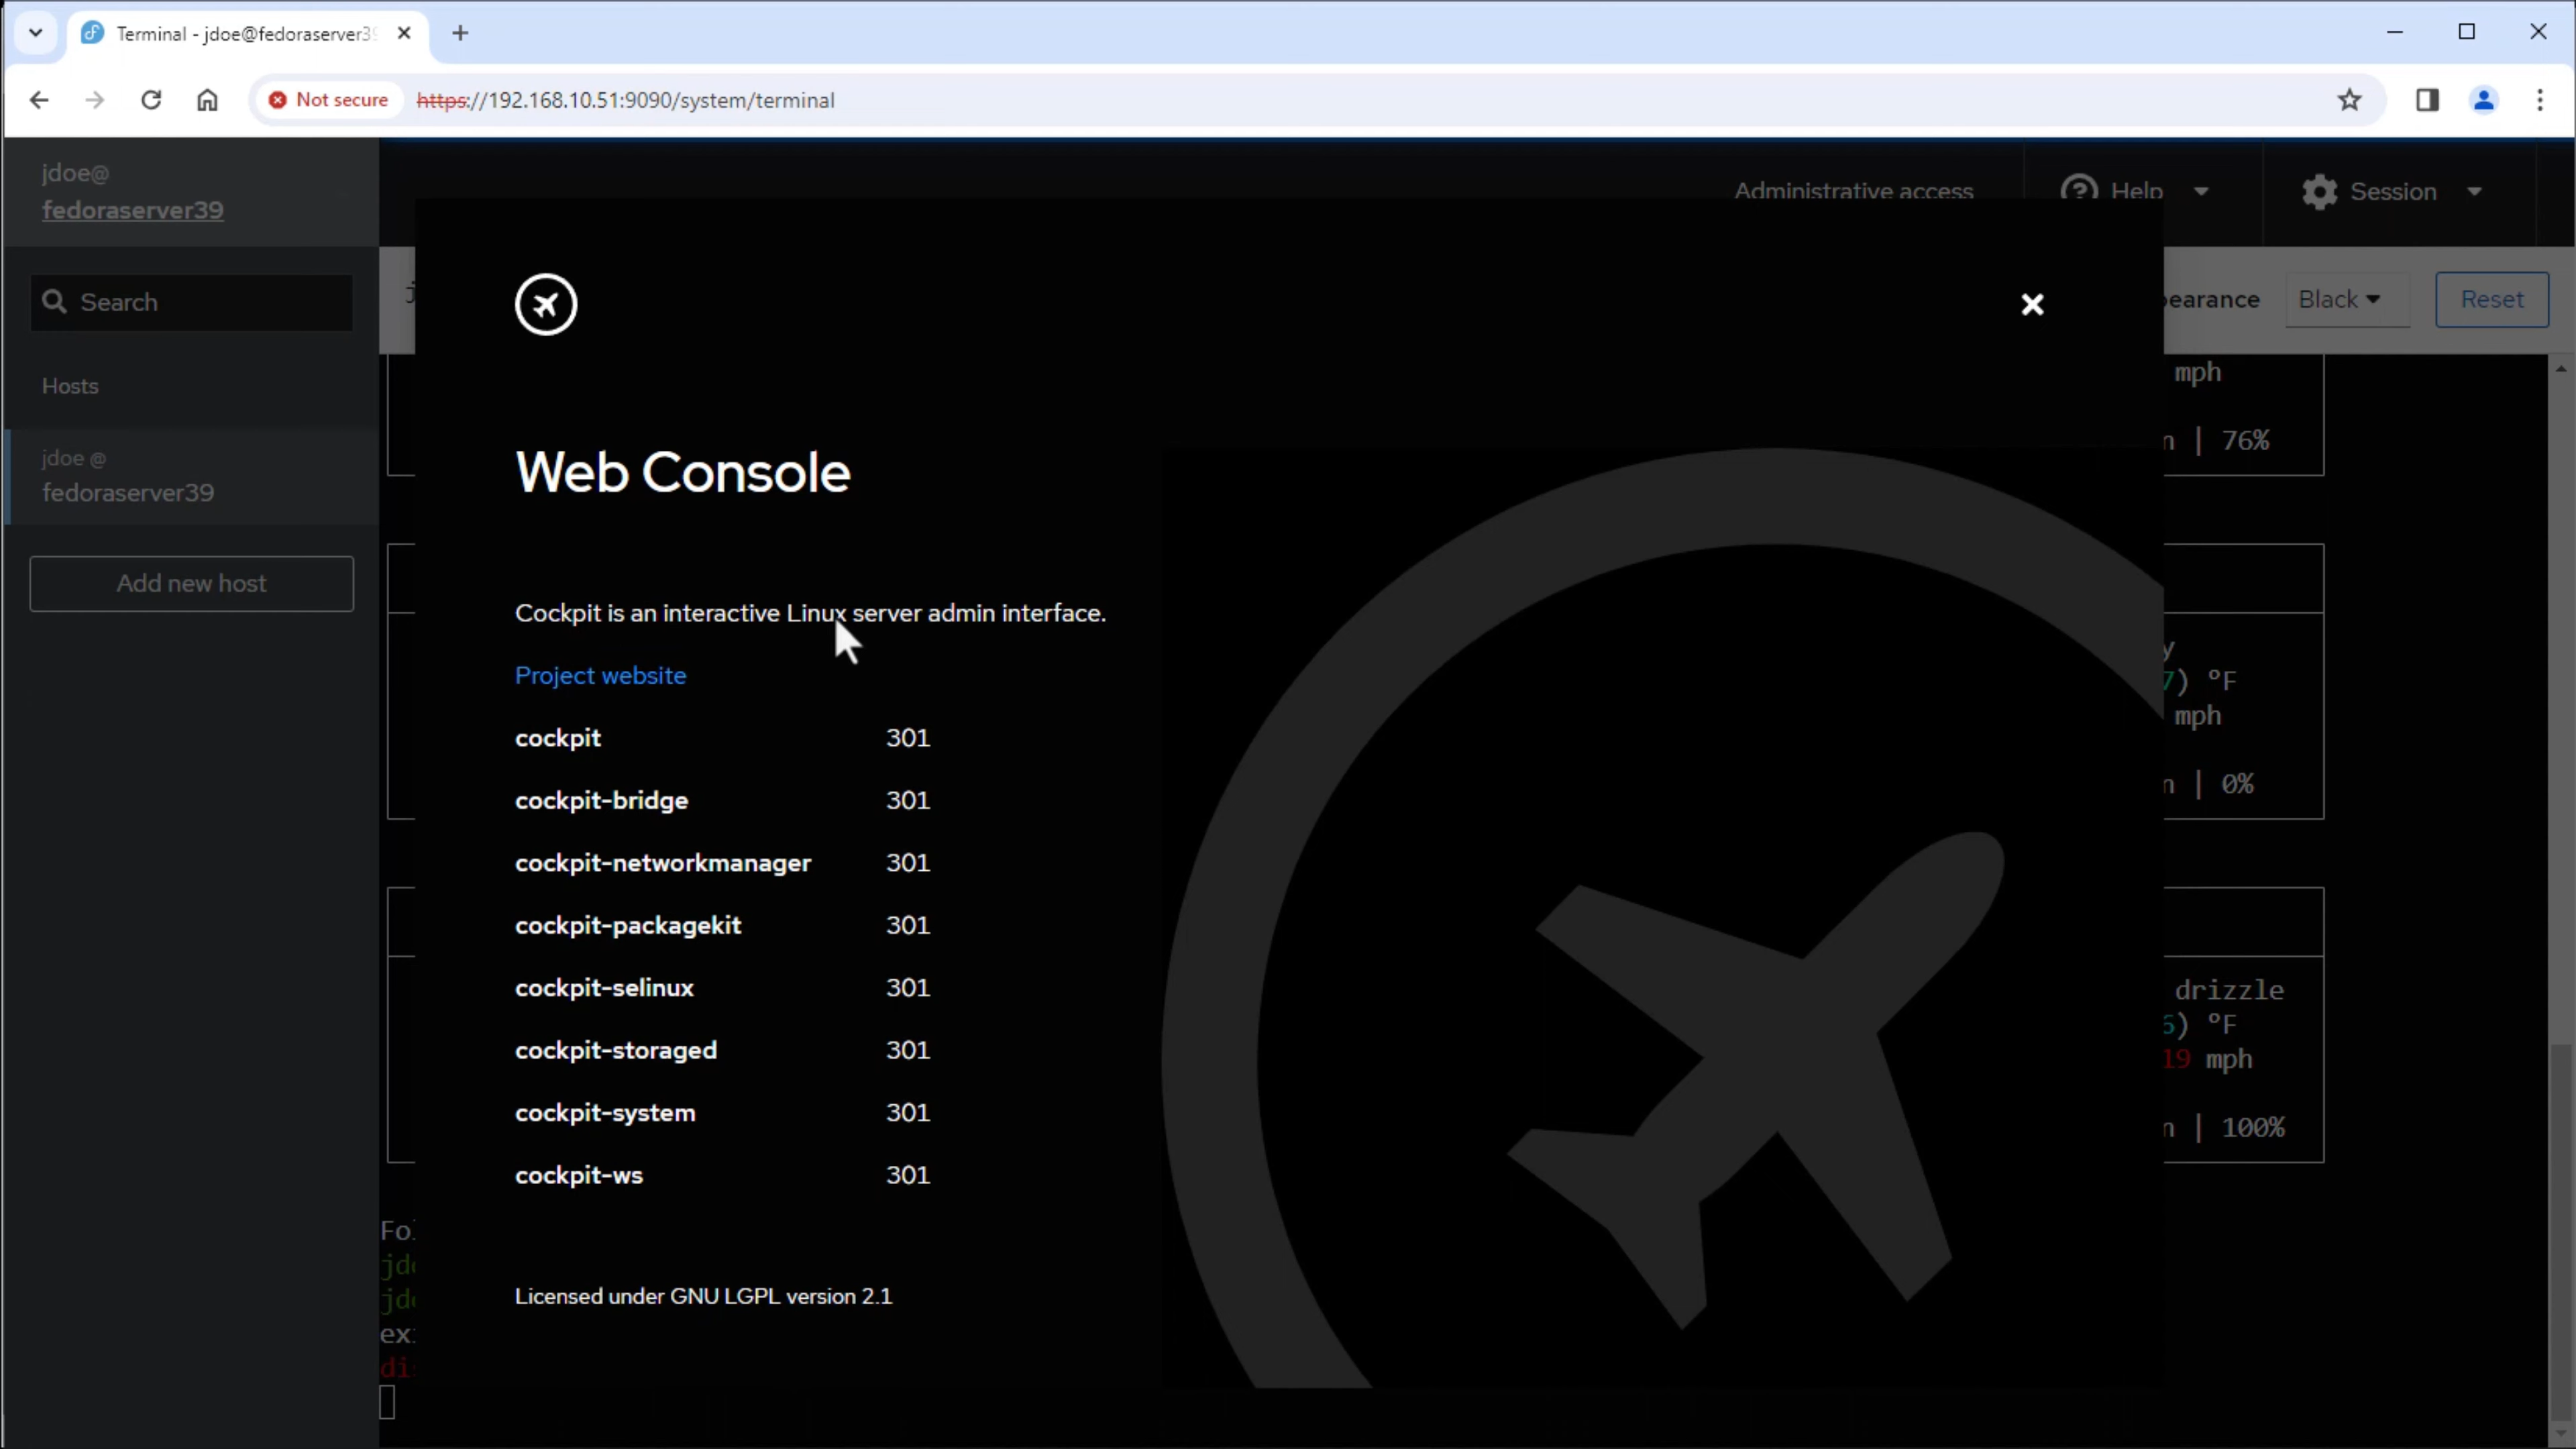 Terminal - jdoe@fedoraserver39
Not secure
https://192.168.10.51:9090/system/terminal
jdoe@
fedoraserver39
Administrative access
Help
Session
Search
Appearance
Black
Reset
Hosts
jdoe @
fedoraserver39
Add new host
Web Console
Cockpit is an interactive Linux server admin interface.
Project website
cockpit 301
cockpit-bridge 301
cockpit-networkmanager 301
cockpit-packagekit 301
cockpit-selinux 301
cockpit-storaged 301
cockpit-system 301
cockpit-ws 301
Licensed under GNU LGPL version 2.1
mph
| 76%
°F
mph
| 0%
drizzle
°F
19 mph
| 100%